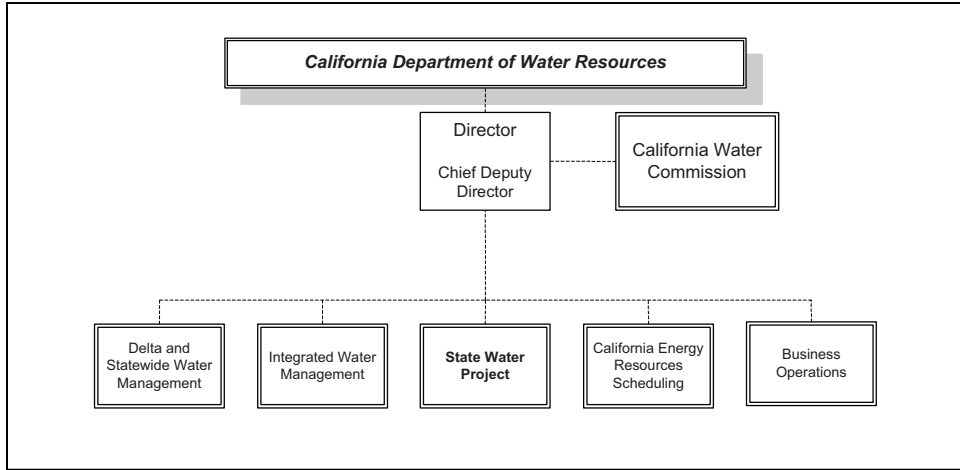 California Department of Water Resources
Director
Chief Deputy
Director
California Water
Commission
Delta and
Statewide Water
Management
Integrated Water
Management
State Water
Project
California Energy
Resources
Scheduling
Business
Operations